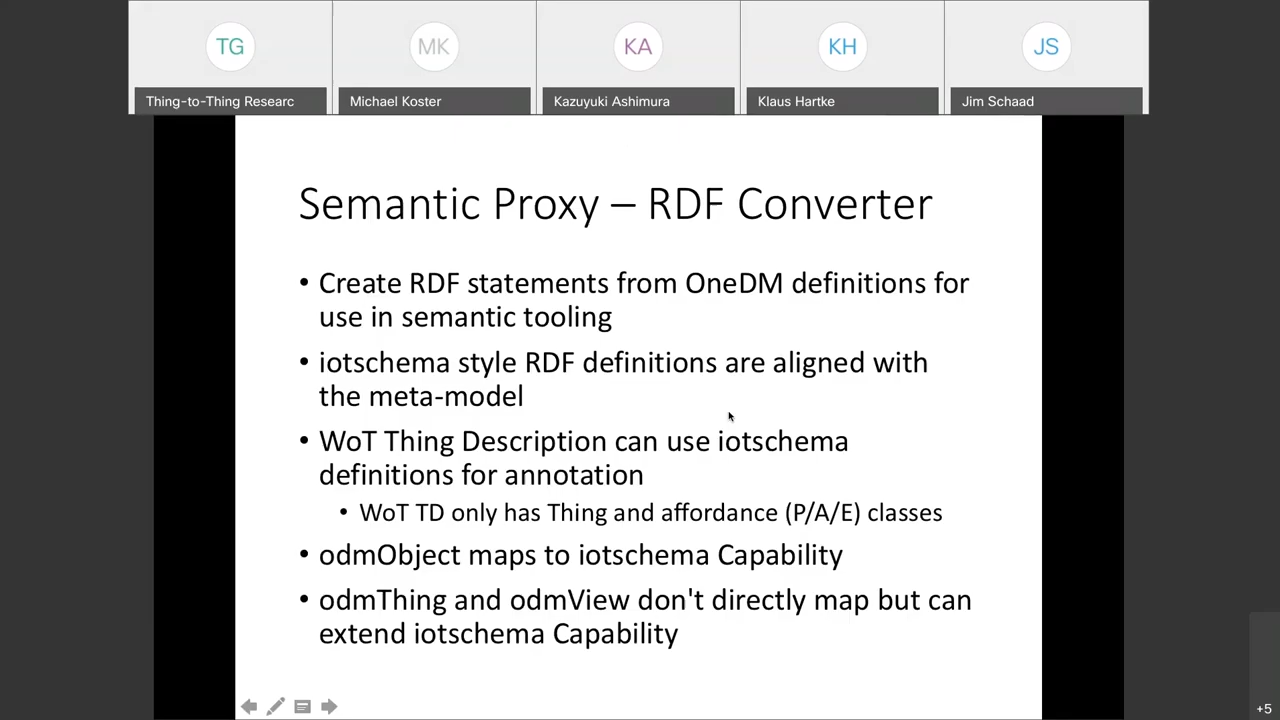 TG
MK
KA
KH
JS
Thing-to-Thing Researc
Michael Koster
Kazuyuki Ashimura
Klaus Hartke
Jim Schaad
Semantic Proxy – RDF Converter
• Create RDF statements from OneDM definitions for
use in semantic tooling
• iotschema style RDF definitions are aligned with
the meta-model
• WoT Thing Description can use iotschema
definitions for annotation
• WoT TD only has Thing and affordance (P/A/E) classes
• odmObject maps to iotschema Capability
• odmThing and odmView don't directly map but can
extend iotschema Capability
+5